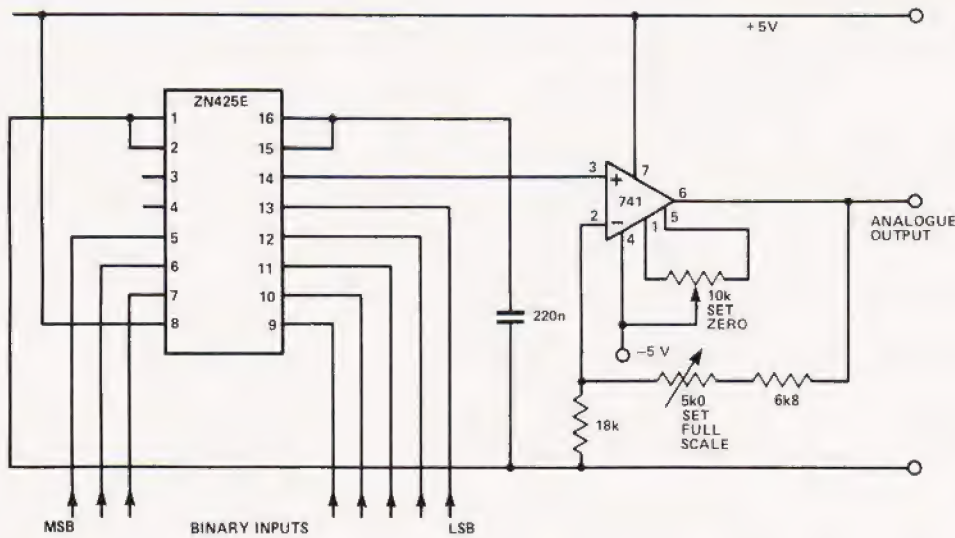 +5V
ZN425E
1 16
2 15
3 14
4 13
5 12
6 11
7 10
8 9
3 7
+ 6
741 5
2 1
− 4
ANALOGUE
OUTPUT
10k
SET
ZERO
220n
−5 V
5k0
SET
FULL
SCALE
6k8
18k
MSB BINARY INPUTS LSB